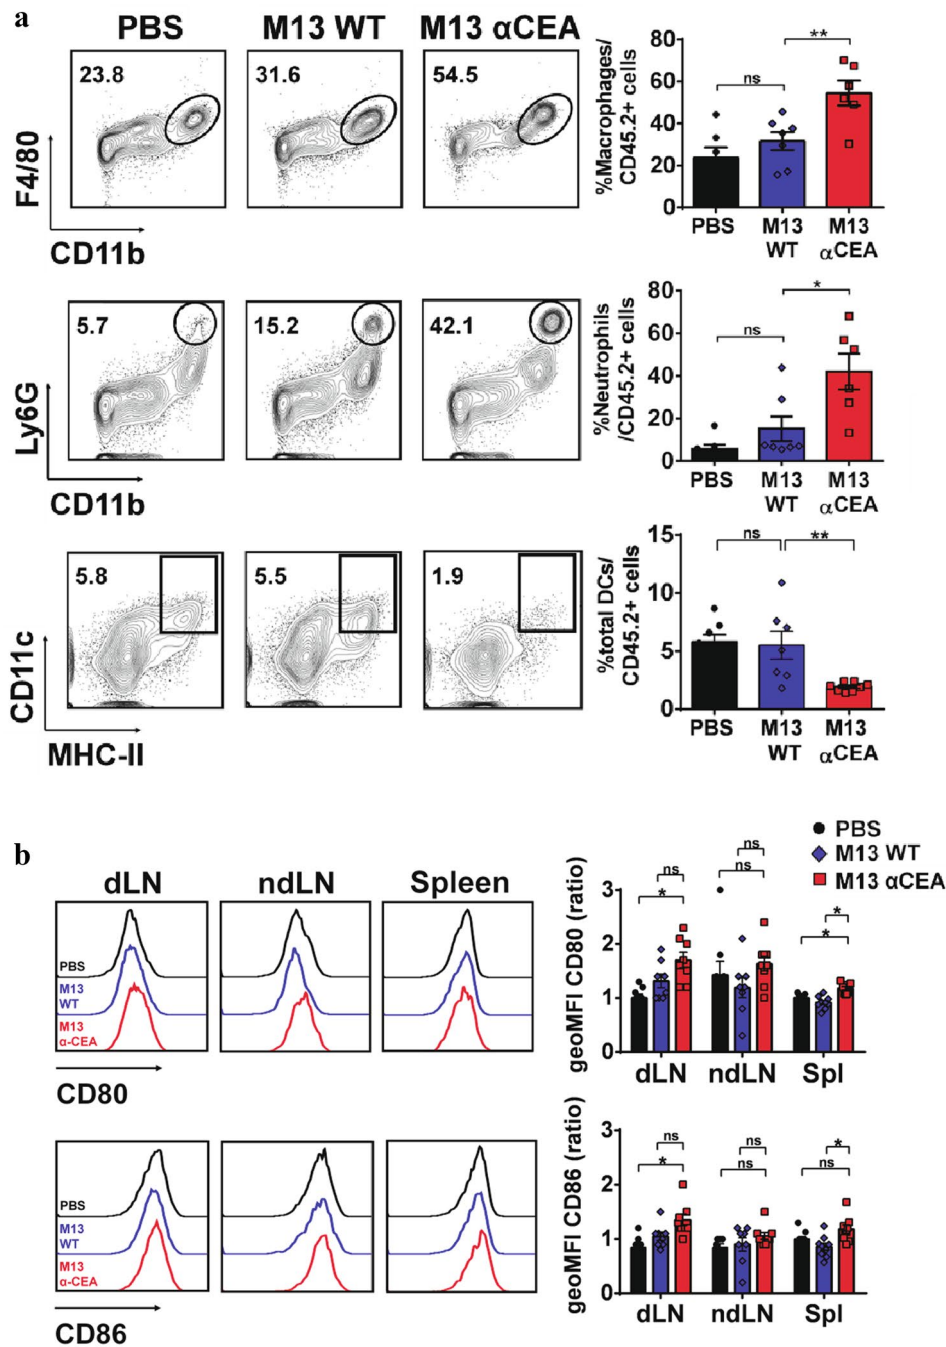 a
PBS
M13 WT
M13 αCEA
23.8
31.6
54.5
F4/80
CD11b
%Macrophages/
CD45.2+ cells
80
60
40
20
0
ns
**
PBS
M13
WT
M13
αCEA
5.7
15.2
42.1
Ly6G
CD11b
%Neutrophils
/CD45.2+ cells
80
60
40
20
0
ns
*
PBS
M13
WT
M13
αCEA
5.8
5.5
1.9
CD11c
MHC-II
%total DCs/
CD45.2+ cells
15
10
5
0
ns
**
PBS
M13
WT
M13
αCEA
b
dLN
ndLN
Spleen
PBS
M13
WT
M13
α-CEA
CD80
PBS
M13 WT
M13 αCEA
geoMFI CD80 (ratio)
3
2
1
0
ns
*
ns
ns
*
*
dLN
ndLN
Spl
PBS
M13
WT
M13
α-CEA
CD86
geoMFI CD86 (ratio)
3
2
1
0
ns
*
ns
ns
*
ns
dLN
ndLN
Spl